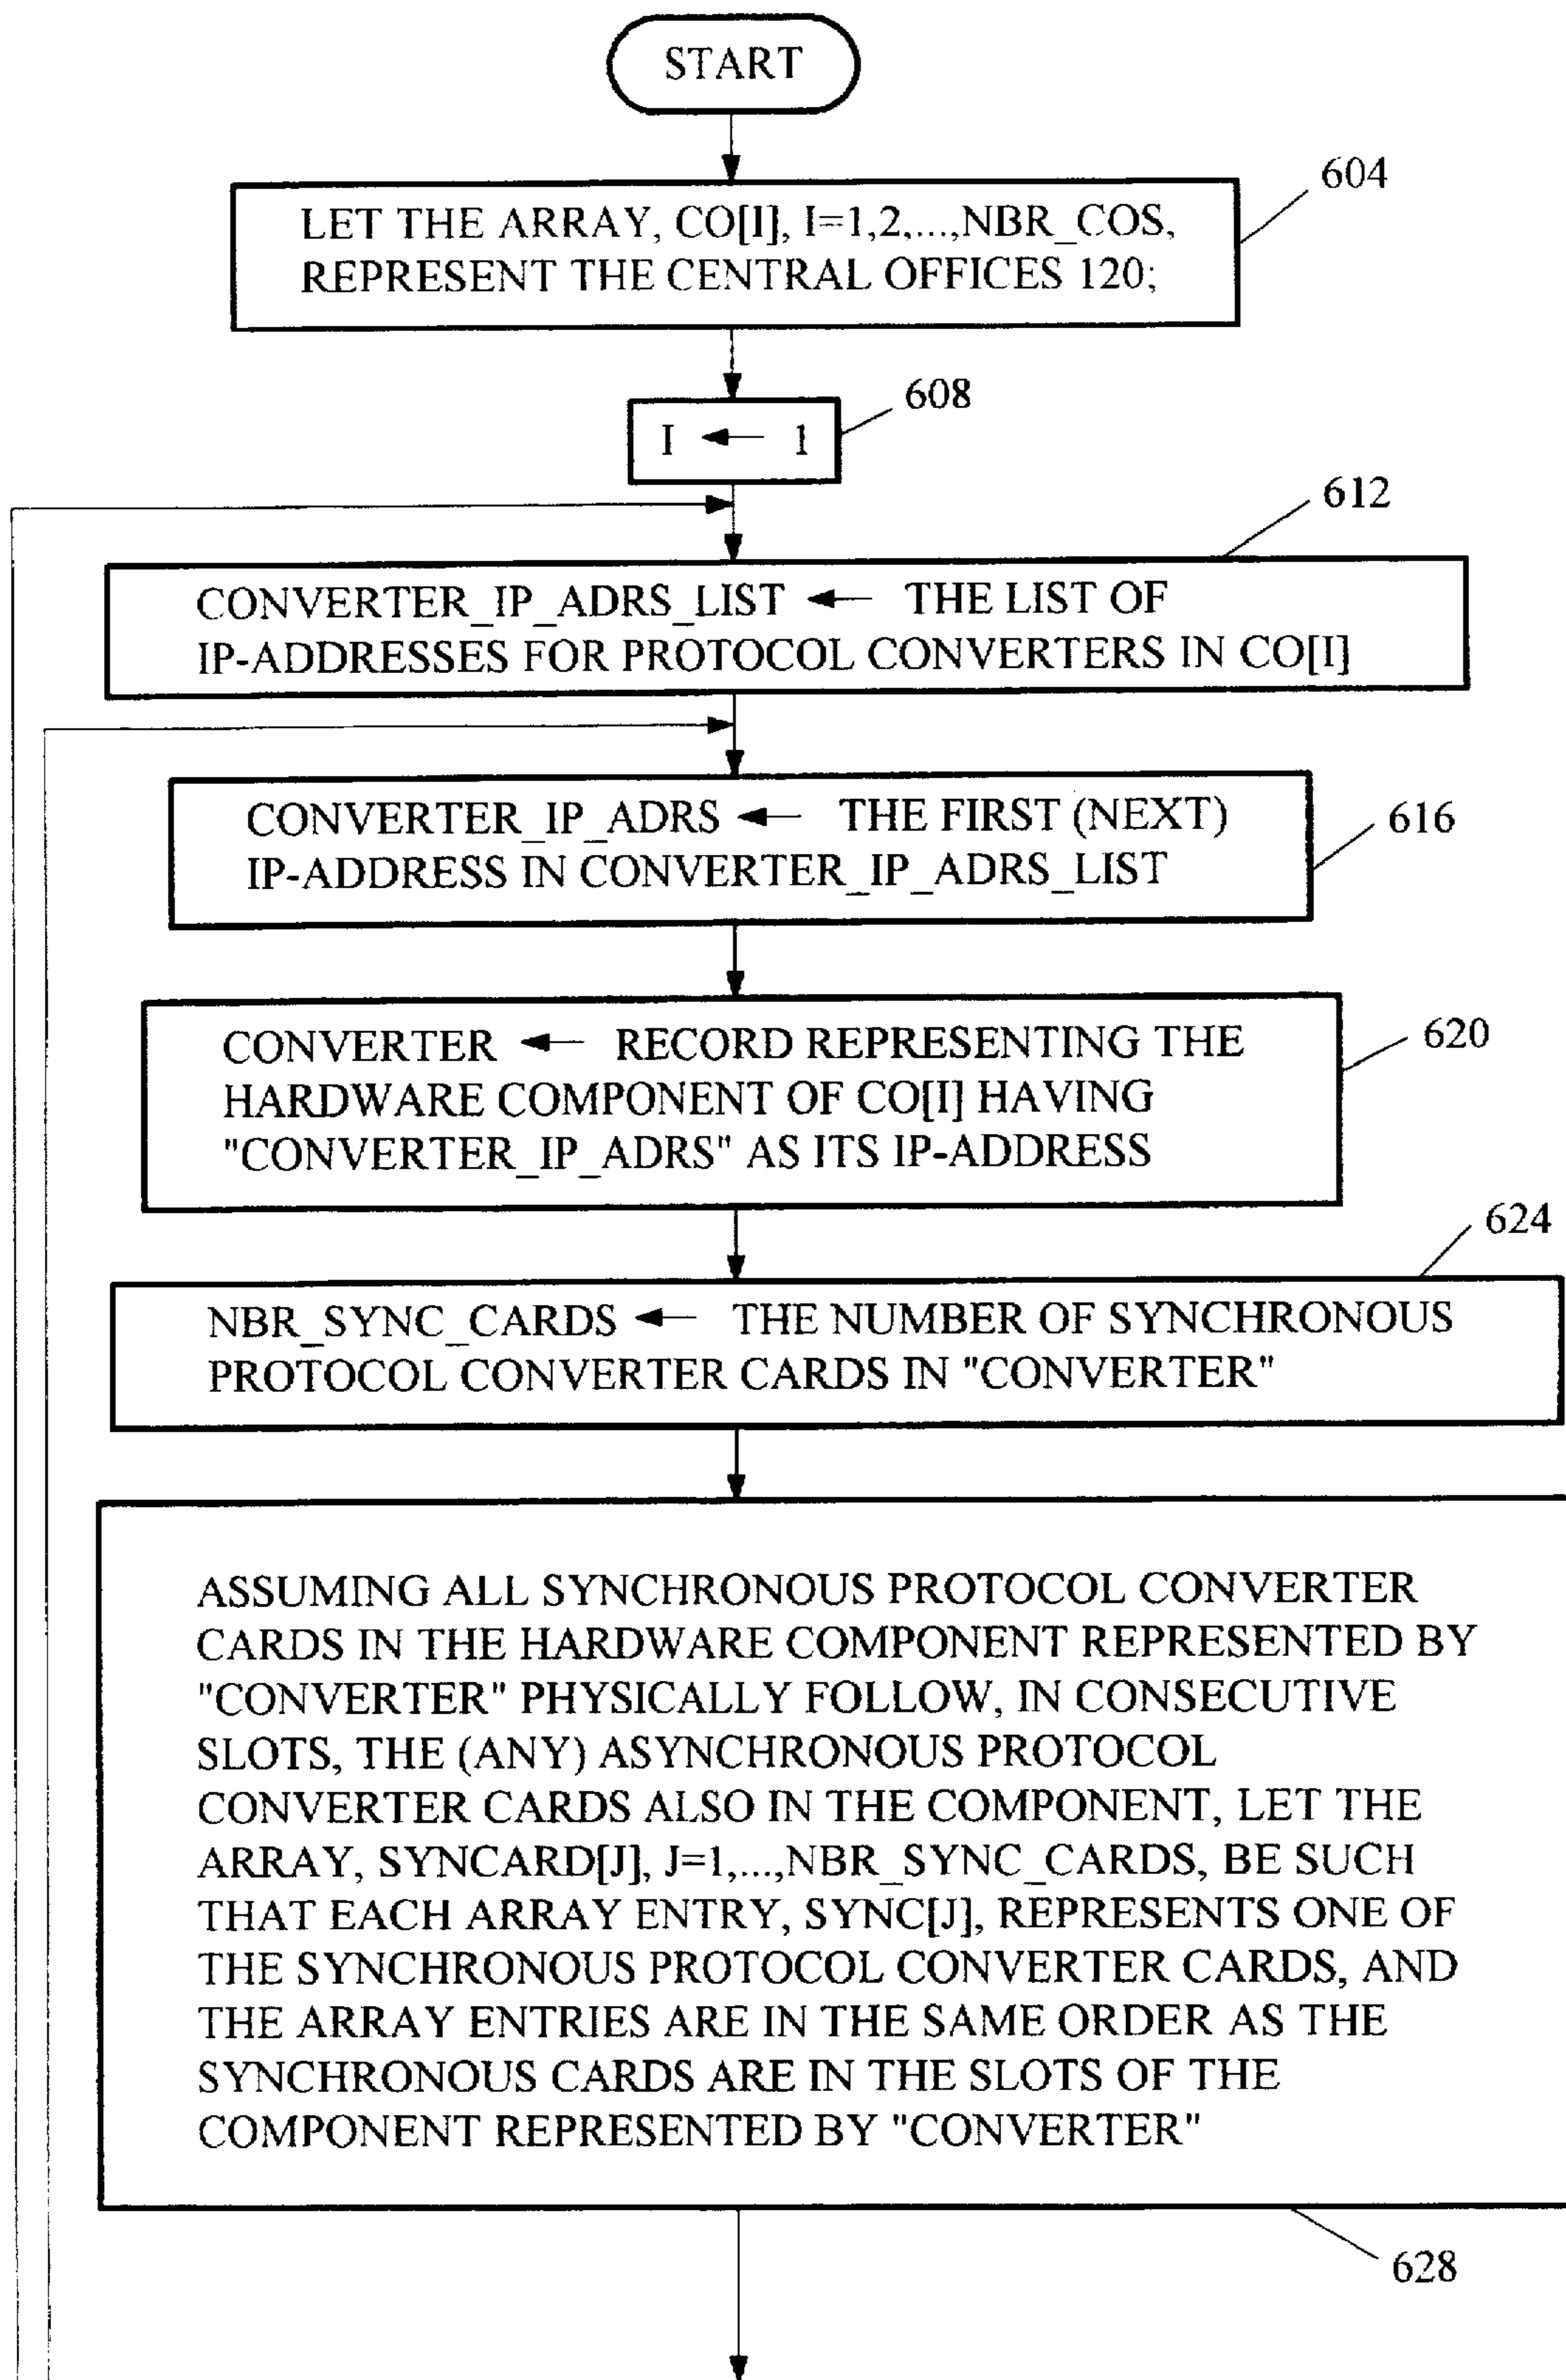 START
604
LET THE ARRAY, CO[I], I=1,2,...,NBR_COS,
REPRESENT THE CENTRAL OFFICES 120;
608
I ← 1
612
CONVERTER_IP_ADRS_LIST ← THE LIST OF
IP-ADDRESSES FOR PROTOCOL CONVERTERS IN CO[I]
CONVERTER_IP_ADRS ← THE FIRST (NEXT)
IP-ADDRESS IN CONVERTER_IP_ADRS_LIST
616
CONVERTER ← RECORD REPRESENTING THE
HARDWARE COMPONENT OF CO[I] HAVING
"CONVERTER_IP_ADRS" AS ITS IP-ADDRESS
620
624
NBR_SYNC_CARDS ← THE NUMBER OF SYNCHRONOUS
PROTOCOL CONVERTER CARDS IN "CONVERTER"
ASSUMING ALL SYNCHRONOUS PROTOCOL CONVERTER
CARDS IN THE HARDWARE COMPONENT REPRESENTED BY
"CONVERTER" PHYSICALLY FOLLOW, IN CONSECUTIVE
SLOTS, THE (ANY) ASYNCHRONOUS PROTOCOL
CONVERTER CARDS ALSO IN THE COMPONENT, LET THE
ARRAY, SYNCARD[J], J=1,...,NBR_SYNC_CARDS, BE SUCH
THAT EACH ARRAY ENTRY, SYNC[J], REPRESENTS ONE OF
THE SYNCHRONOUS PROTOCOL CONVERTER CARDS, AND
THE ARRAY ENTRIES ARE IN THE SAME ORDER AS THE
SYNCHRONOUS CARDS ARE IN THE SLOTS OF THE
COMPONENT REPRESENTED BY "CONVERTER"
628